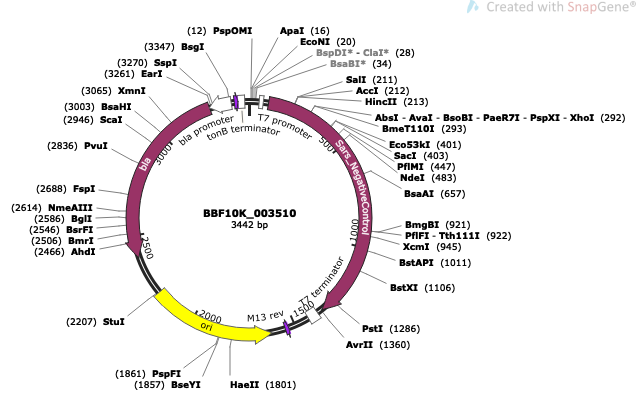 Created with SnapGene®
(12) PspOMI
ApaI (16)
EcoNI (20)
BspDI* - ClaI* (28)
BsaBI* (34)
(3347) BsgI
(3270) SspI
(3261) EarI
(3065) XmnI
(3003) BsaHI
(2946) ScaI
(2836) PvuI
(2688) FspI
(2614) NmeAIII
(2586) BglI
(2546) BsrFI
(2506) BmrI
(2466) AhdI
(2207) StuI
(1861) PspFI
(1857) BseYI
HaeII (1801)
SalI (211)
AccI (212)
HincII (213)
AbsI - AvaI - BsoBI - PaeR7I - PspXI - XhoI (292)
BmeT110I (293)
Eco53kI (401)
SacI (403)
PflMI (447)
NdeI (483)
BsaAI (657)
BmgBI (921)
PflFI - Tth111I (922)
XcmI (945)
BstAPI (1011)
BstXI (1106)
PstI (1286)
AvrII (1360)
bla promoter
tonB terminator
T7 promoter
Sars_NegativeControl
T7 terminator
M13 rev
ori
bla
500
1000
1500
2000
2500
3000
BBF10K_003510
3442 bp